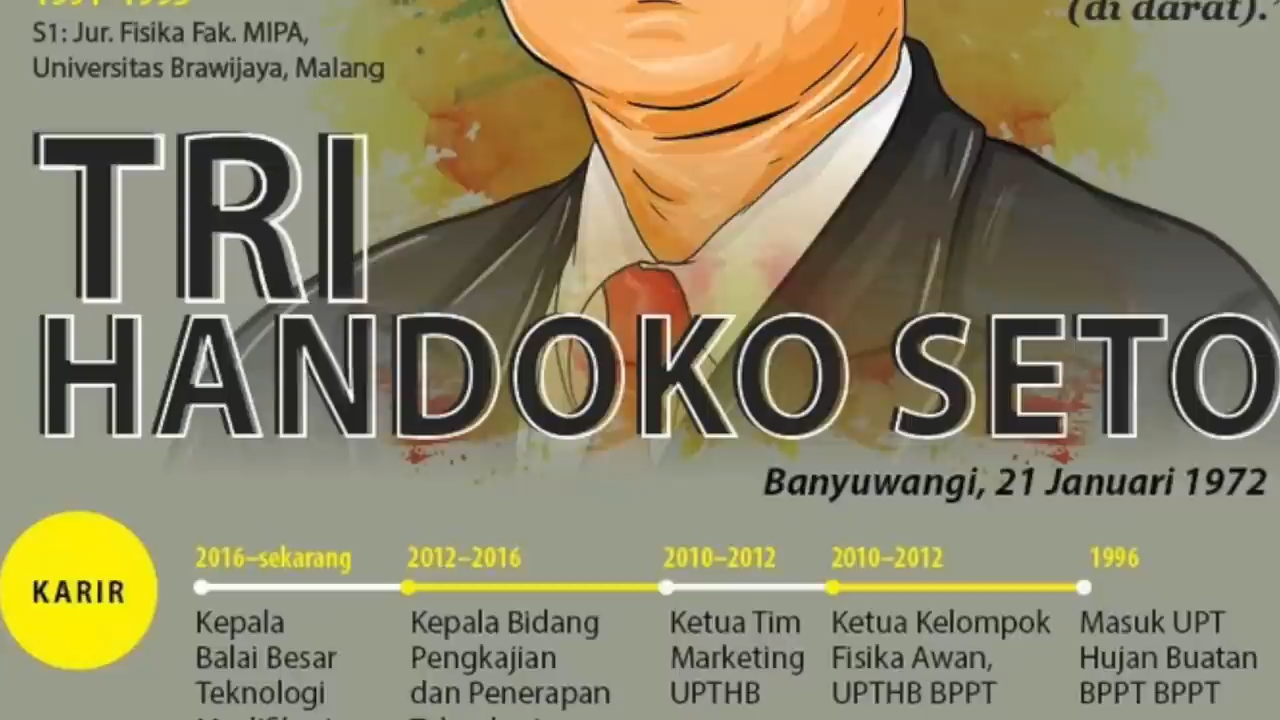 1991–1995
S1: Jur. Fisika Fak. MIPA,
Universitas Brawijaya, Malang
(di darat).”
TRI
HANDOKO SETO
Banyuwangi, 21 Januari 1972
KARIR
2016–sekarang
Kepala
Balai Besar
Teknologi
2012–2016
Kepala Bidang
Pengkajian
dan Penerapan
2010–2012
Ketua Tim
Marketing
UPTHB
2010–2012
Ketua Kelompok
Fisika Awan,
UPTHB BPPT
1996
Masuk UPT
Hujan Buatan
BPPT BPPT